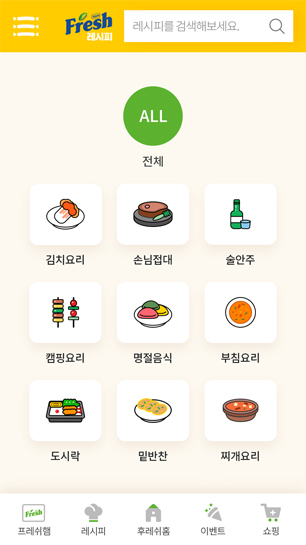 Fresh
레시피
레시피를 검색해보세요.
ALL
전체
김치요리
손님접대
술안주
캠핑요리
명절음식
부침요리
도시락
밑반찬
찌개요리
Fresh
프레쉬햄
레시피
후레쉬홈
이벤트
쇼핑